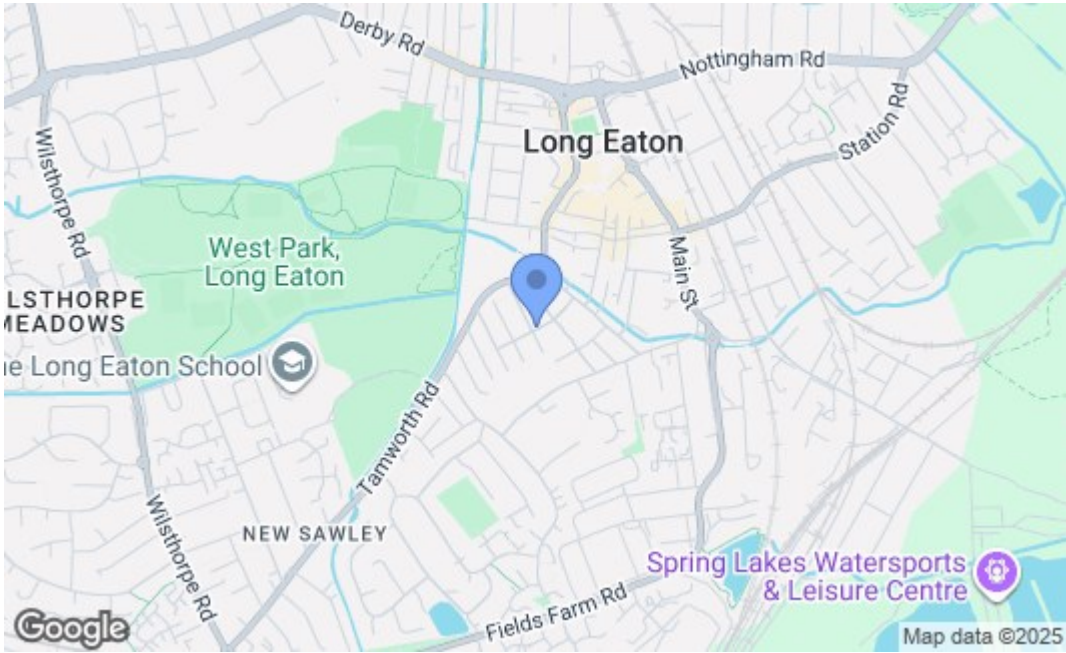 Derby Rd
Nottingham Rd
Long Eaton
Station Rd
Wilsthorpe Rd
West Park,
Long Eaton
Main St
ILSTHORPE
MEADOWS
ne Long Eaton School
Tamworth Rd
Wilsthorpe Rd
NEW SAWLEY
Spring Lakes Watersports
& Leisure Centre
Fields Farm Rd
Google
Map data ©2025